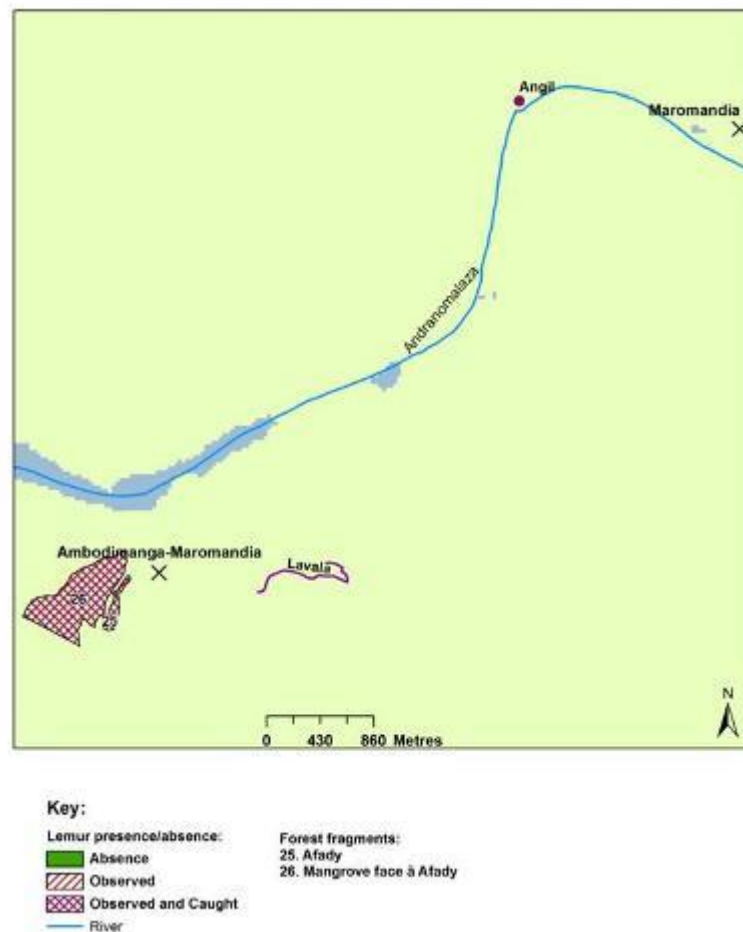 Angil
Maromandia
Andranomalaza
Ambodimanga-Maromandia
Lavala
26
25
N
0 430 860 Metres
Key:
Lemur presence/absence:
Absence
Observed
Observed and Caught
River
Forest fragments:
25. Afady
26. Mangrove face à Afady